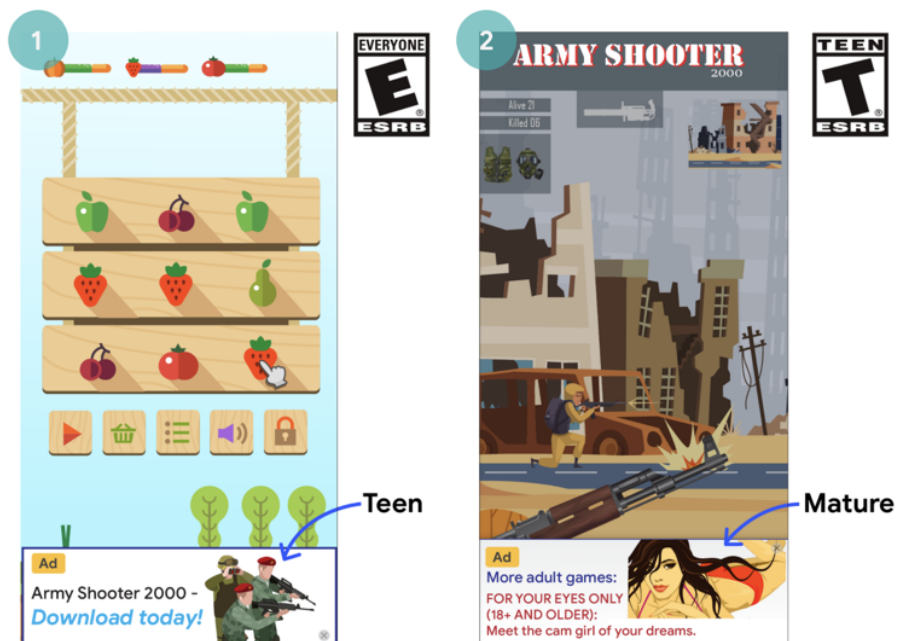 1
EVERYONE
E
®
ESRB
Teen
Ad
Army Shooter 2000 -
Download today!
2
ARMY SHOOTER
2000
TEEN
T
®
ESRB
Alive 21
Killed 06
Mature
Ad
More adult games:
FOR YOUR EYES ONLY
(18+ AND OLDER):
Meet the cam girl of your dreams.